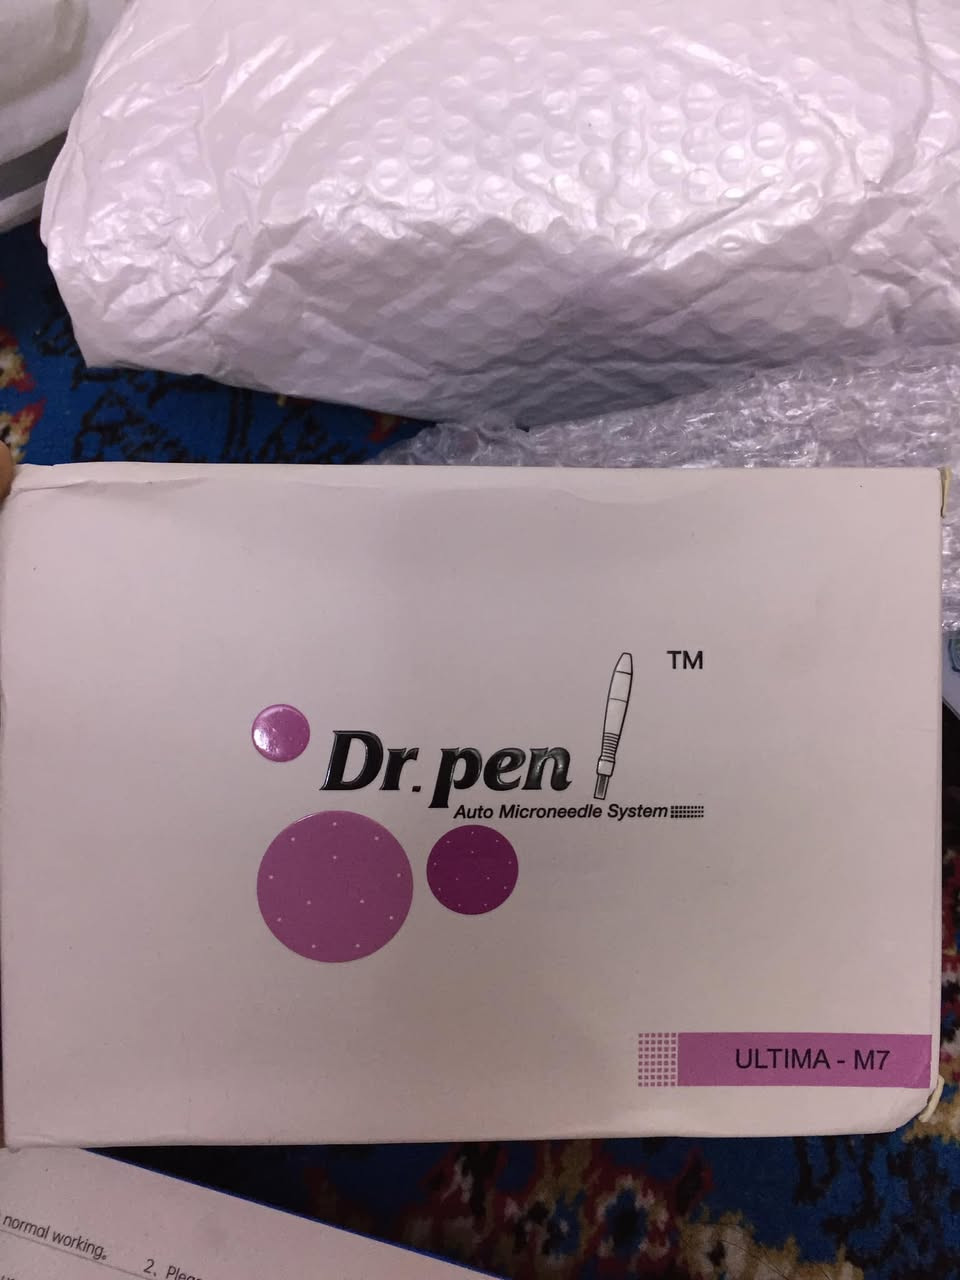 TM
Dr. pen
Auto Microneedle System
ULTIMA - M7
normal working.
2.